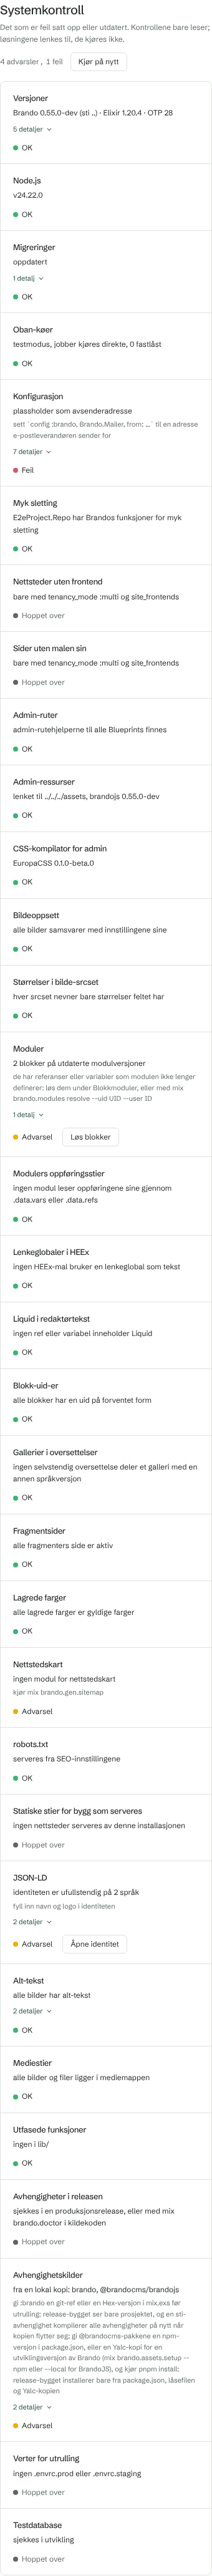 Systemkontroll
Det som er feil satt opp eller utdatert. Kontrollene bare leser;
løsningene lenkes til, de kjøres ikke.
4 advarsler, 1 feil Kjør på nytt
Versjoner
Brando 0.55.0-dev (sti ..) · Elixir 1.20.4 · OTP 28
5 detaljer
OK
Node.js
v24.22.0
OK
Migreringer
oppdatert
1 detalj
OK
Oban-køer
testmodus, jobber kjøres direkte, 0 fastlåst
OK
Konfigurasjon
plassholder som avsenderadresse
sett `config :brando, Brando.Mailer, from: …` til en adresse
e-postleverandøren sender for
7 detaljer
Feil
Myk sletting
E2eProject.Repo har Brandos funksjoner for myk
sletting
OK
Nettsteder uten frontend
bare med tenancy_mode :multi og site_frontends
Hoppet over
Sider uten malen sin
bare med tenancy_mode :multi og site_frontends
Hoppet over
Admin-ruter
admin-rutehjelperne til alle Blueprints finnes
OK
Admin-ressurser
lenket til ../../../assets, brandojs 0.55.0-dev
OK
CSS-kompilator for admin
EuropaCSS 0.1.0-beta.0
OK
Bildeoppsett
alle bilder samsvarer med innstillingene sine
OK
Størrelser i bilde-srcset
hver srcset nevner bare størrelser feltet har
OK
Moduler
2 blokker på utdaterte modulversjoner
de har referanser eller variabler som modulen ikke lenger
definerer: løs dem under Blokkmoduler, eller med mix
brando.modules resolve --uid UID --user ID
1 detalj
Advarsel Løs blokker
Modulers oppføringsstier
ingen modul leser oppføringene sine gjennom
.data.vars eller .data.refs
OK
Lenkeglobaler i HEEx
ingen HEEx-mal bruker en lenkeglobal som tekst
OK
Liquid i redaktørtekst
ingen ref eller variabel inneholder Liquid
OK
Blokk-uid-er
alle blokker har en uid på forventet form
OK
Gallerier i oversettelser
ingen selvstendig oversettelse deler et galleri med en
annen språkversjon
OK
Fragmentsider
alle fragmenters side er aktiv
OK
Lagrede farger
alle lagrede farger er gyldige farger
OK
Nettstedskart
ingen modul for nettstedskart
kjør mix brando.gen.sitemap
Advarsel
robots.txt
serveres fra SEO-innstillingene
OK
Statiske stier for bygg som serveres
ingen nettsteder serveres av denne installasjonen
Hoppet over
JSON-LD
identiteten er ufullstendig på 2 språk
fyll inn navn og logo i identiteten
2 detaljer
Advarsel Åpne identitet
Alt-tekst
alle bilder har alt-tekst
2 detaljer
OK
Mediestier
alle bilder og filer ligger i mediemappen
OK
Utfasede funksjoner
ingen i lib/
OK
Avhengigheter i releasen
sjekkes i en produksjonsrelease, eller med mix
brando.doctor i kildekoden
Hoppet over
Avhengighetskilder
fra en lokal kopi: brando, @brandocms/brandojs
gi :brando en git-ref eller en Hex-versjon i mix.exs før
utrulling: release-bygget ser bare prosjektet, og en sti-
avhengighet kompilerer alle avhengigheter på nytt når
kopien flytter seg; gi @brandocms-pakkene en npm-
versjon i package.json, eller en Yalc-kopi for en
utviklingsversjon av Brando (mix brando.assets.setup --
npm eller --local for BrandoJS), og kjør pnpm install:
release-bygget installerer bare fra package.json, låsefilen
og Yalc-kopien
2 detaljer
Advarsel
Verter for utrulling
ingen .envrc.prod eller .envrc.staging
Hoppet over
Testdatabase
sjekkes i utvikling
Hoppet over